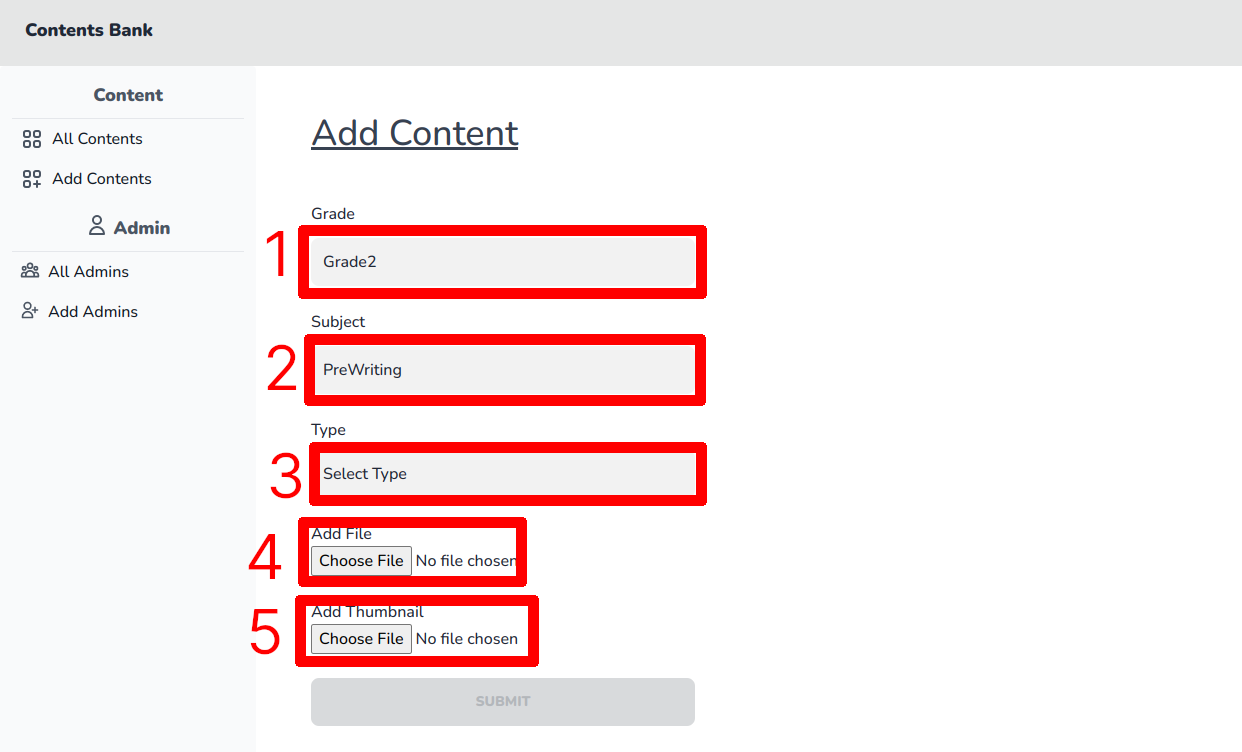 Contents Bank
Content
All Contents
Add Contents
Admin
All Admins
Add Admins
Add Content
Grade
1
Grade2
Subject
2
PreWriting
Type
3
Select Type
4
Add File
Choose File No file chosen
5
Add Thumbnail
Choose File No file chosen
SUBMIT